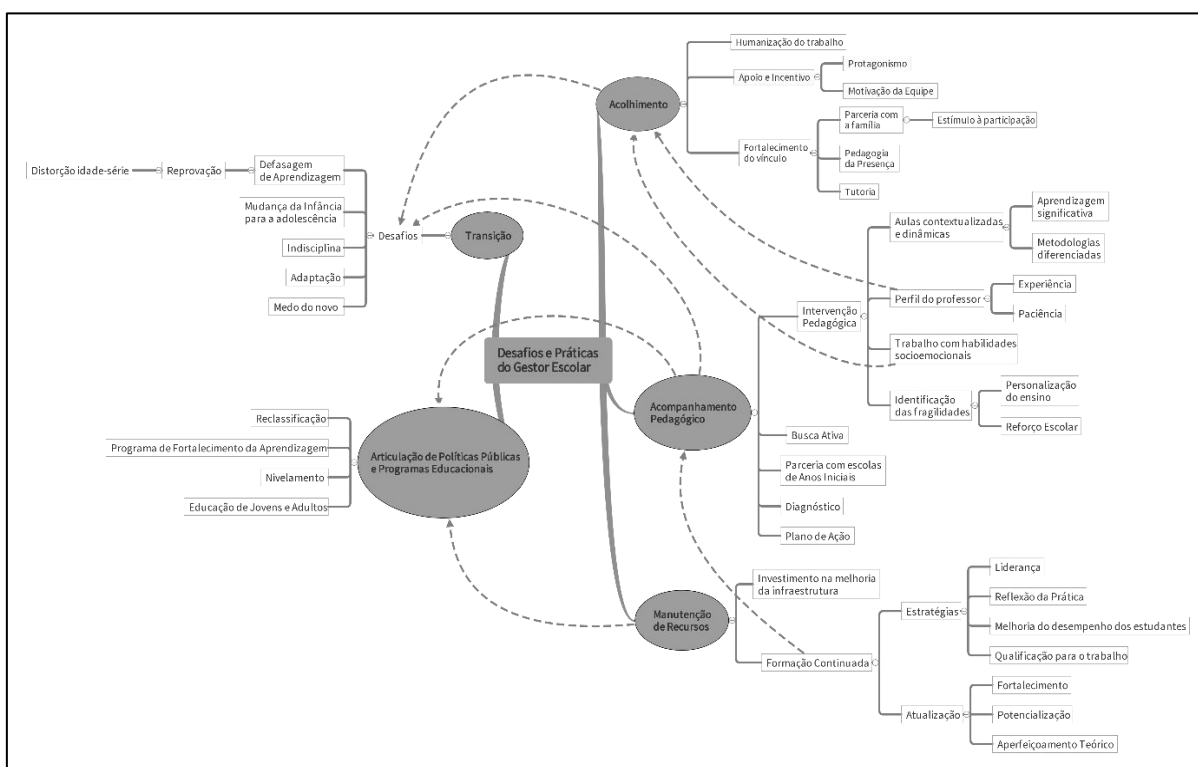 Desafios e Práticas
do Gestor Escolar
Acolhimento
Humanização do trabalho
Apoio e Incentivo
Protagonismo
Motivação da Equipe
Fortalecimento
do vínculo
Parceria com
a família
Estímulo à participação
Pedagogia
da Presença
Tutoria
Transição
Desafios
Defasagem
de Aprendizagem
Reprovação
Distorção idade-série
Mudança da Infância
para a adolescência
Indisciplina
Adaptação
Medo do novo
Acompanhamento
Pedagógico
Intervenção
Pedagógica
Aulas contextualizadas
e dinâmicas
Aprendizagem
significativa
Metodologias
diferenciadas
Perfil do professor
Experiência
Paciência
Trabalho com habilidades
socioemocionais
Identificação
das fragilidades
Personalização
do ensino
Reforço Escolar
Busca Ativa
Parceria com escolas
de Anos Iniciais
Diagnóstico
Plano de Ação
Articulação de Políticas Públicas
e Programas Educacionais
Reclassificação
Programa de Fortalecimento da Aprendizagem
Nivelamento
Educação de Jovens e Adultos
Manutenção
de Recursos
Investimento na melhoria
da infraestrutura
Formação Continuada
Estratégias
Liderança
Reflexão da Prática
Melhoria do desempenho dos estudantes
Qualificação para o trabalho
Atualização
Fortalecimento
Potencialização
Aperfeiçoamento Teórico